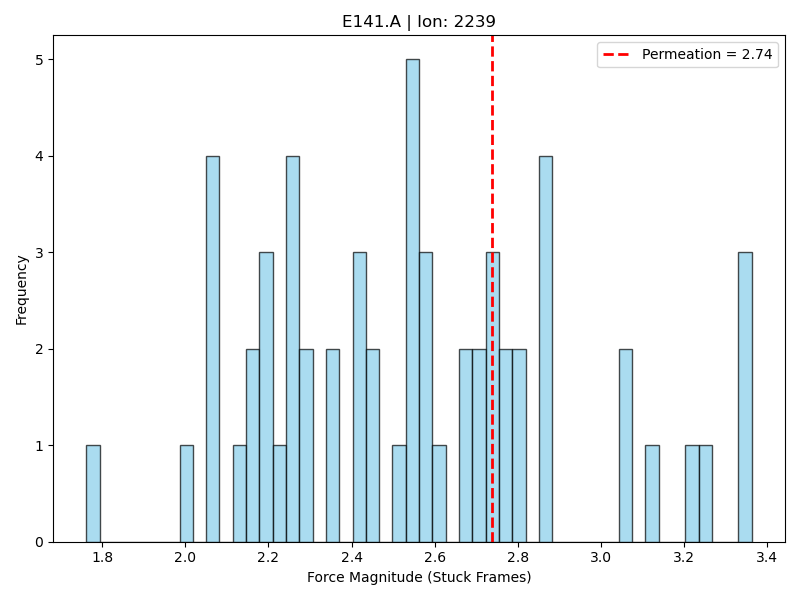 E141.A | Ion: 2239
Permeation = 2.74
Frequency
5
4
3
2
1
0
1.8 2.0 2.2 2.4 2.6 2.8 3.0 3.2 3.4
Force Magnitude (Stuck Frames)